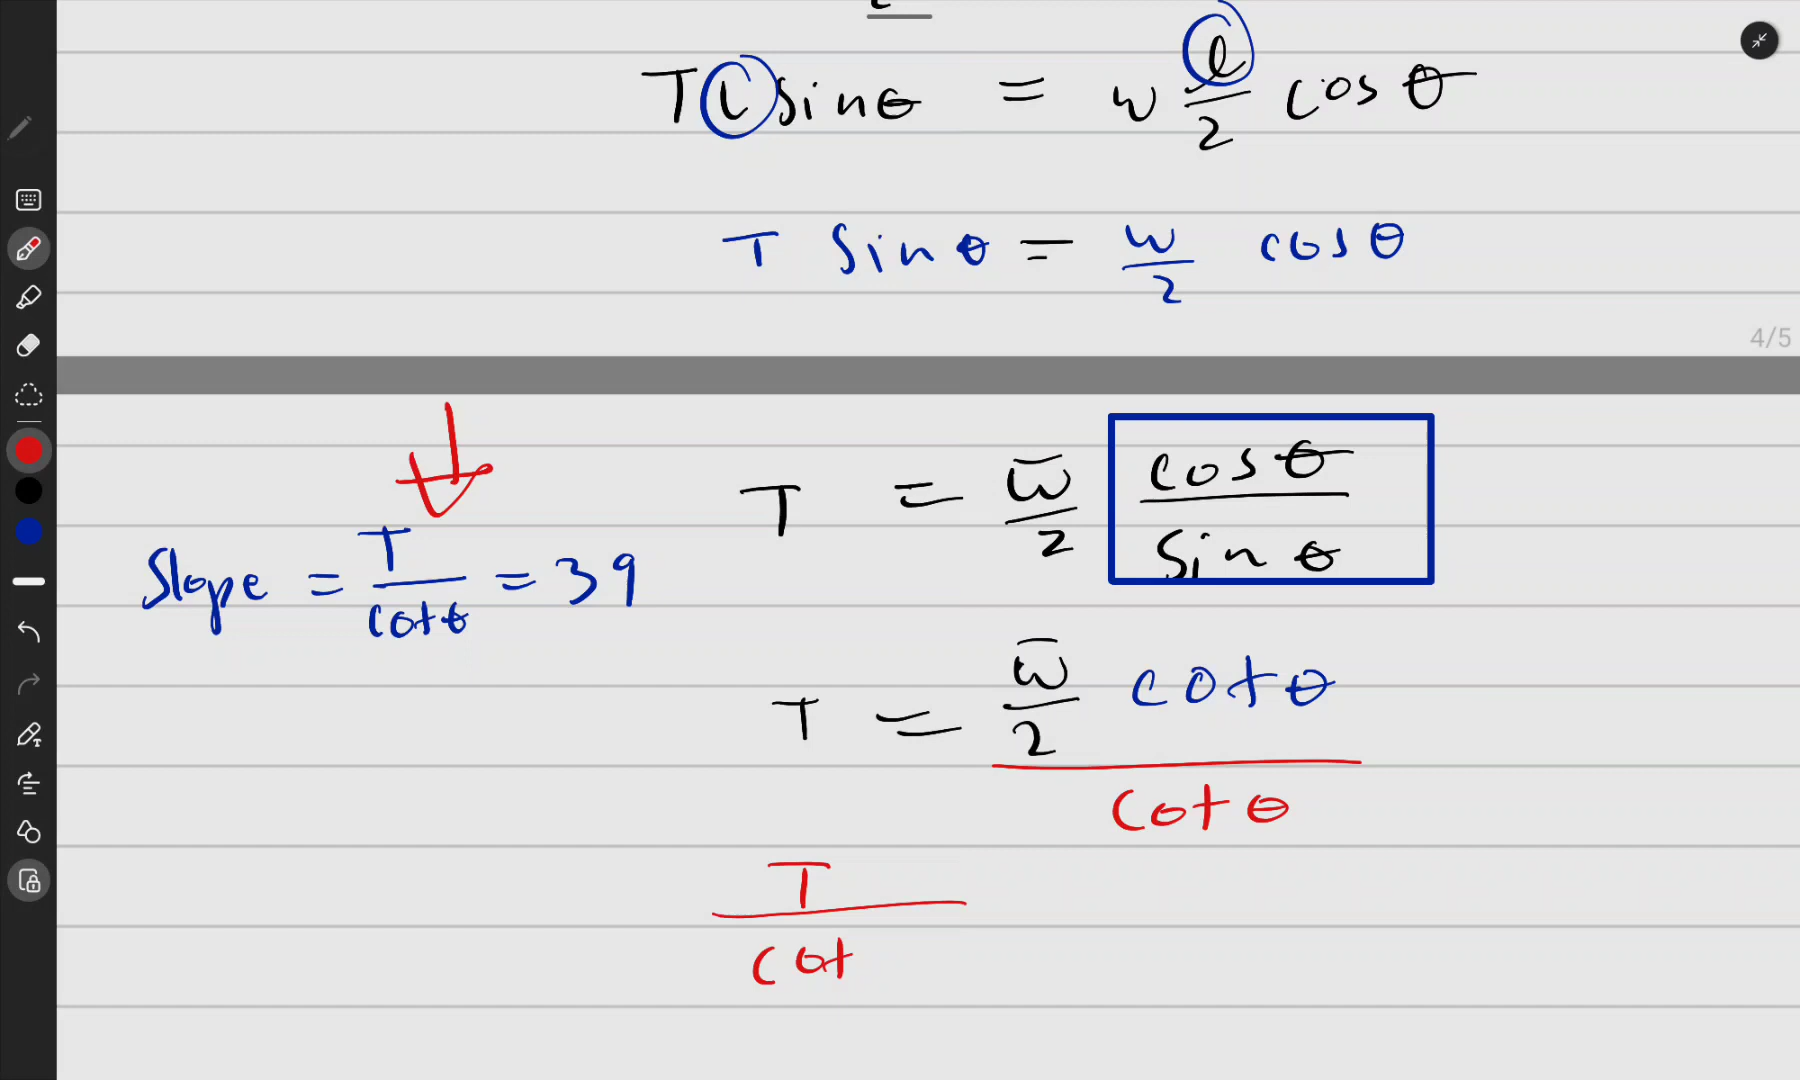 T l sinθ = w l/2 cosθ
T sinθ = w/2 cosθ
4/5
T = w/2 cosθ/sinθ
Slope = T/cotθ = 39
T = w/2 cotθ
cotθ
T/cot